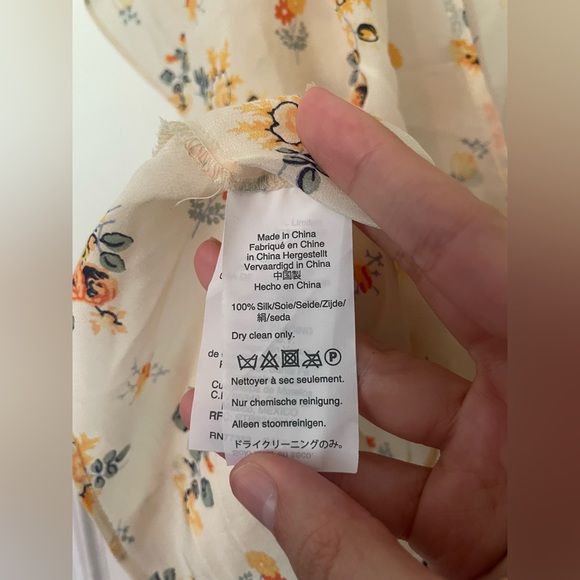 Made in China
Fabriqué en Chine
in China Hergestellt
Vervaardigd in China
中国製
Hecho en China
100% Silk/Soie/Seide/Zijde/
絹/seda
Dry clean only.
P
Nettoyer à sec seulement.
Nur chemische reinigung.
Alleen stoomreinigen.
ドライクリーニングのみ。